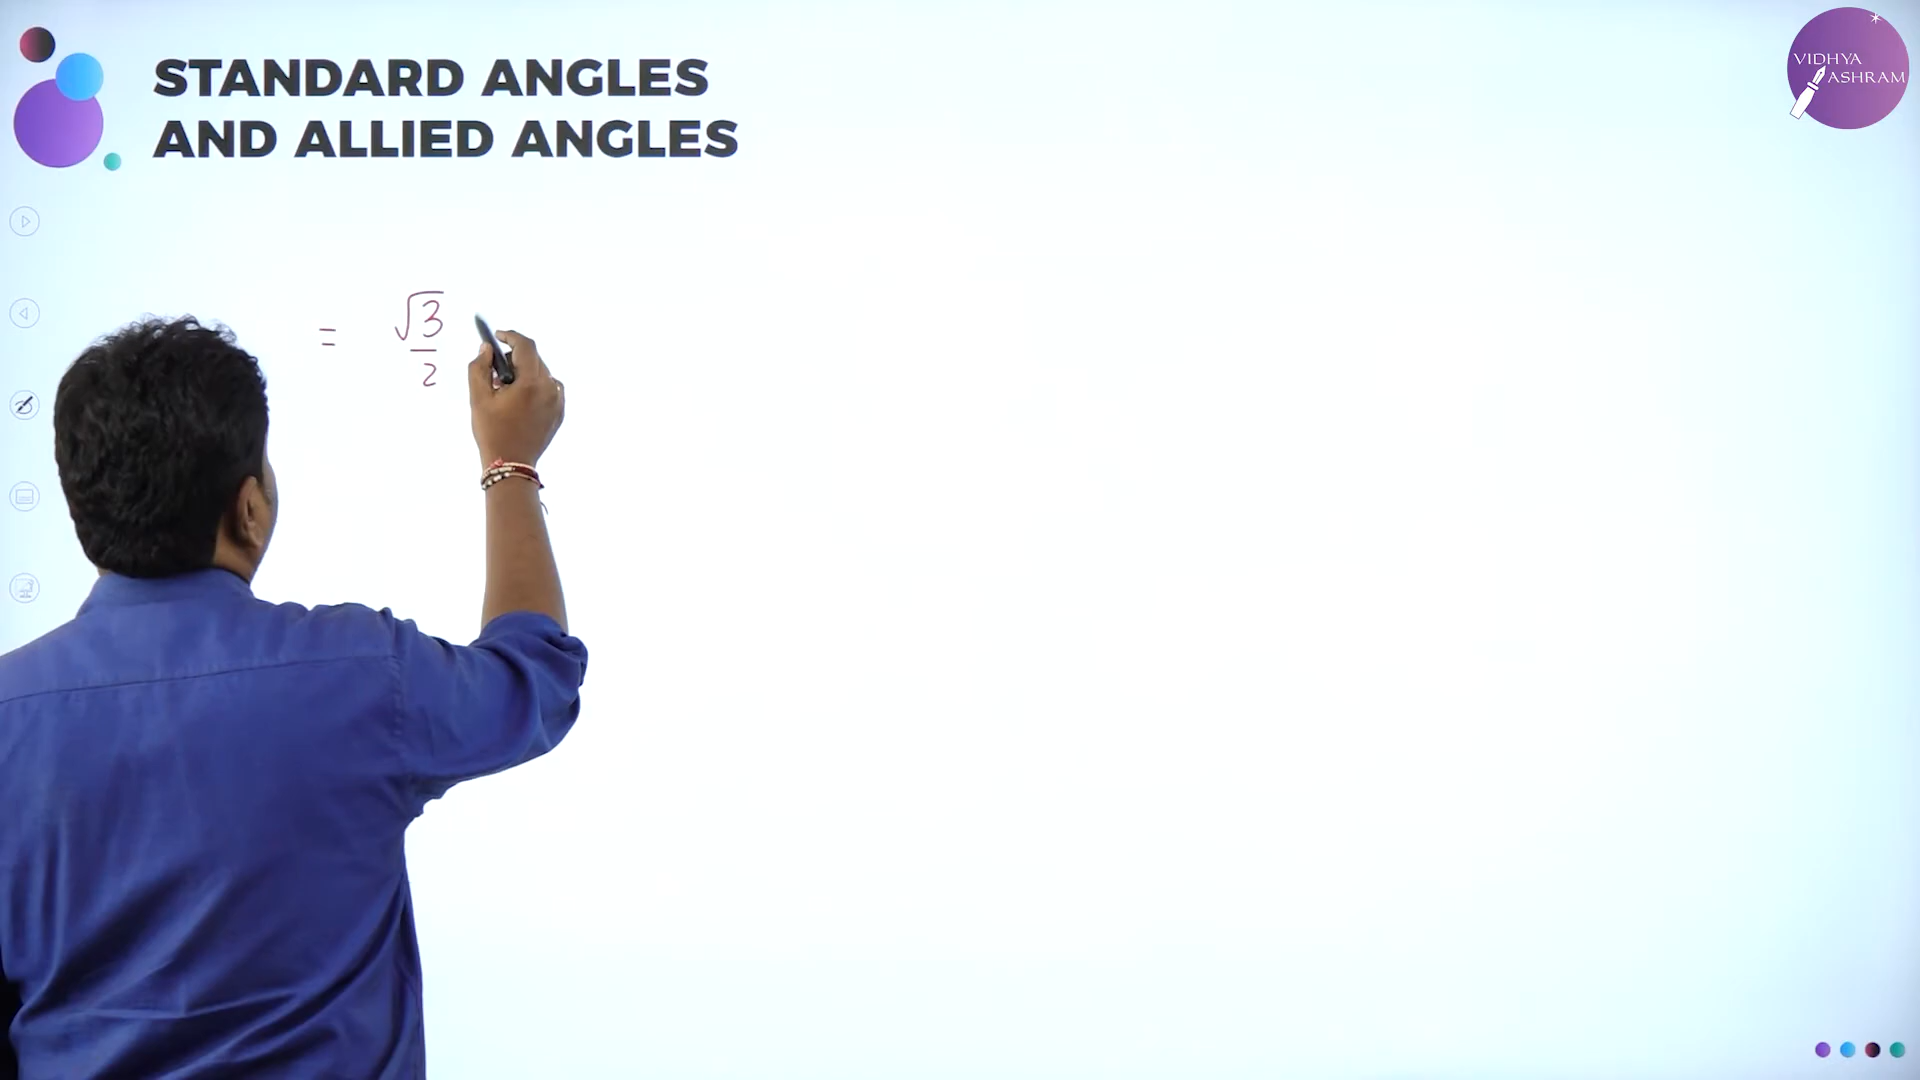 STANDARD ANGLES
AND ALLIED ANGLES
VIDHYA
ASHRAM
= √3/2